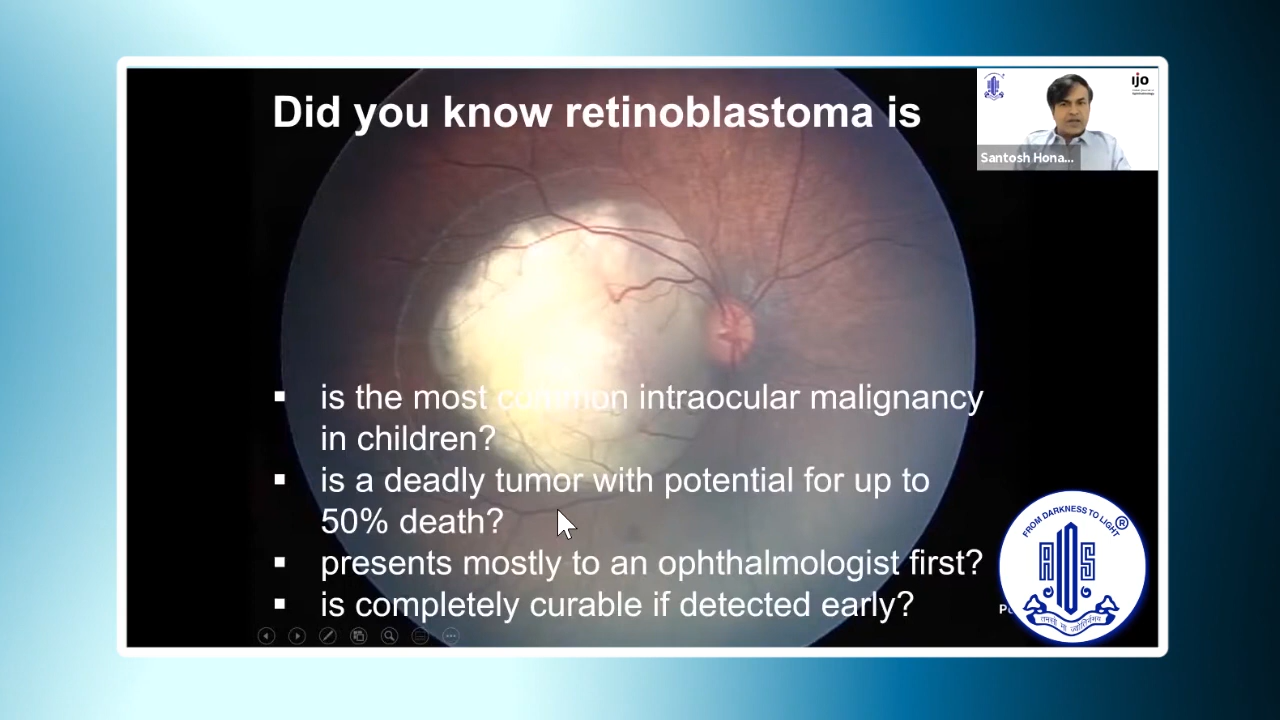 Did you know retinoblastoma is
ijo
Santosh Hona...
▪ is the most common intraocular malignancy
in children?
▪ is a deadly tumor with potential for up to
50% death?
▪ presents mostly to an ophthalmologist first?
▪ is completely curable if detected early?
FROM DARKNESS TO LIGHT
®
AIOS
तमसो मा ज्योतिर्गमय